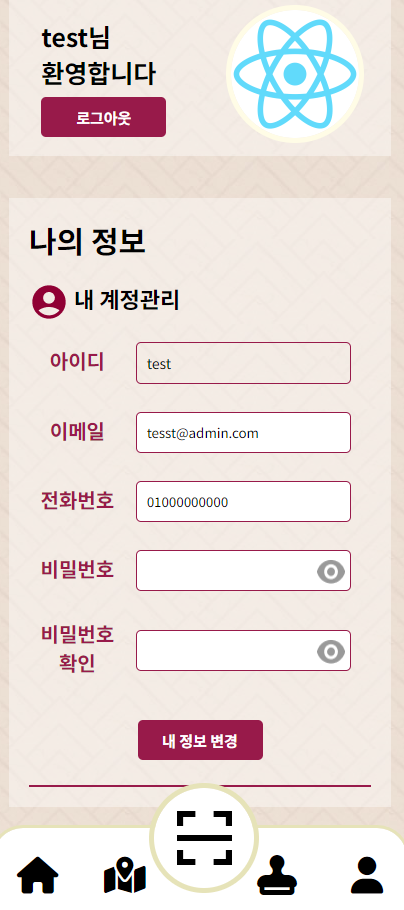 test님
환영합니다
로그아웃
나의 정보
내 계정관리
아이디
test
이메일
tesst@admin.com
전화번호
01000000000
비밀번호
비밀번호
확인
내 정보 변경